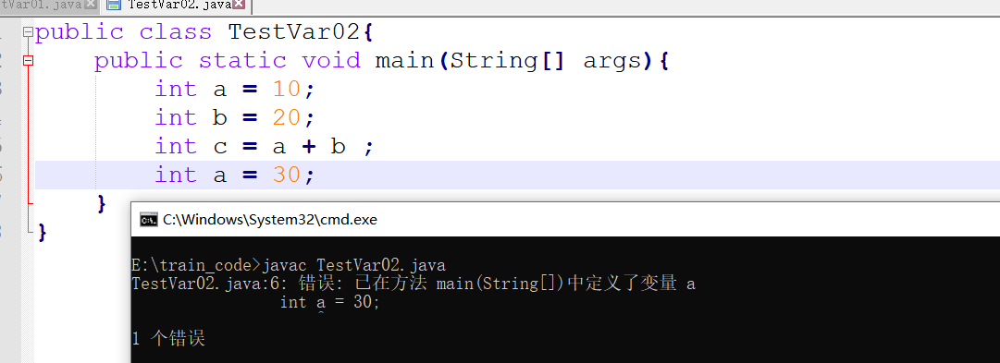 tVar01.java TestVar02.java
public class TestVar02{
public static void main(String[] args){
int a = 10;
int b = 20;
int c = a + b ;
int a = 30;
}
}
C:\Windows\System32\cmd.exe
E:\train_code>javac TestVar02.java
TestVar02.java:6: 错误: 已在方法 main(String[])中定义了变量 a
int a = 30;
^
1 个错误